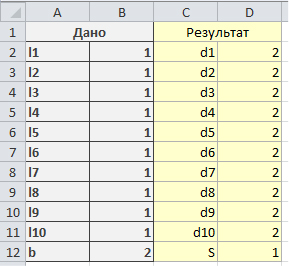 A B C D
1 Дано Результат
2 l1 1 d1 2
3 l2 1 d2 2
4 l3 1 d3 2
5 l4 1 d4 2
6 l5 1 d5 2
7 l6 1 d6 2
8 l7 1 d7 2
9 l8 1 d8 2
10 l9 1 d9 2
11 l10 1 d10 2
12 b 2 S 1